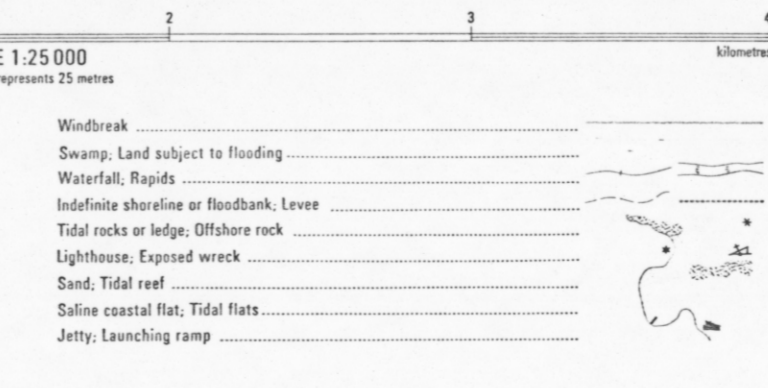 2 3 4
E 1:25 000 kilometres
represents 25 metres
Windbreak
Swamp; Land subject to flooding
Waterfall; Rapids
Indefinite shoreline or floodbank; Levee
Tidal rocks or ledge; Offshore rock
Lighthouse; Exposed wreck
Sand; Tidal reef
Saline coastal flat; Tidal flats
Jetty; Launching ramp